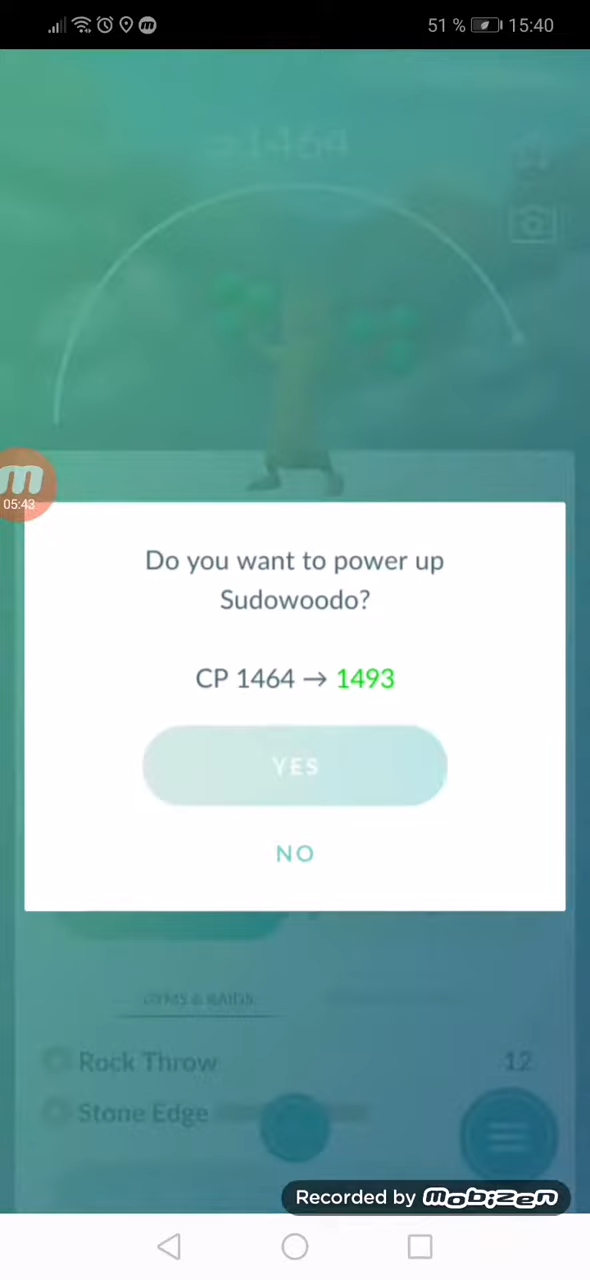 51 % 15:40
1464
m
05:43
Do you want to power up
Sudowoodo?
CP 1464 → 1493
YES
NO
GYMS & RAIDS
Rock Throw 12
Stone Edge
Recorded by mobizen